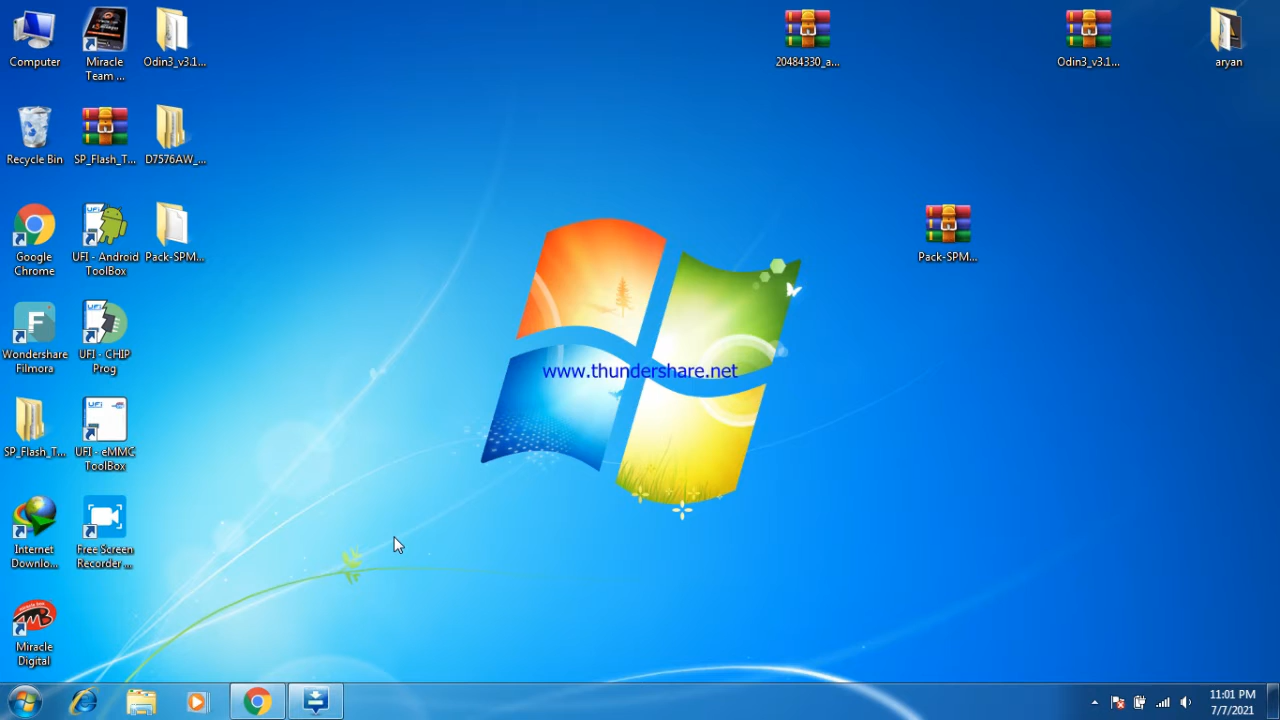 Computer
Miracle
Team ...
Odin3_v3.1...
20484330_a...
Odin3_v3.1...
aryan
Recycle Bin
SP_Flash_T...
D7576AW_...
Google
Chrome
UFI - Android
ToolBox
Pack-SPM...
Pack-SPM...
Wondershare
Filmora
UFI - CHIP
Prog
www.thundershare.net
SP_Flash_T...
UFI - eMMC
ToolBox
Internet
Downlo...
Free Screen
Recorder ...
Miracle
Digital
11:01 PM
7/7/2021